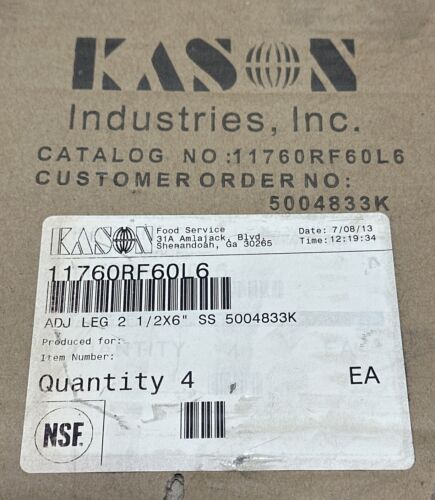 KASON
Industries, Inc.
CATALOG NO :11760RF60L6
CUSTOMER ORDER NO:
5004833K
KASON
Food Service
31A Amlajack, Blvd.
Shenandoah, Ga 30265
Date: 7/08/13
Time:12:19:34
11760RF60L6
ADJ LEG 2 1/2X6" SS 5004833K
Produced for:
Item Number:
Quantity 4
EA
NSF.